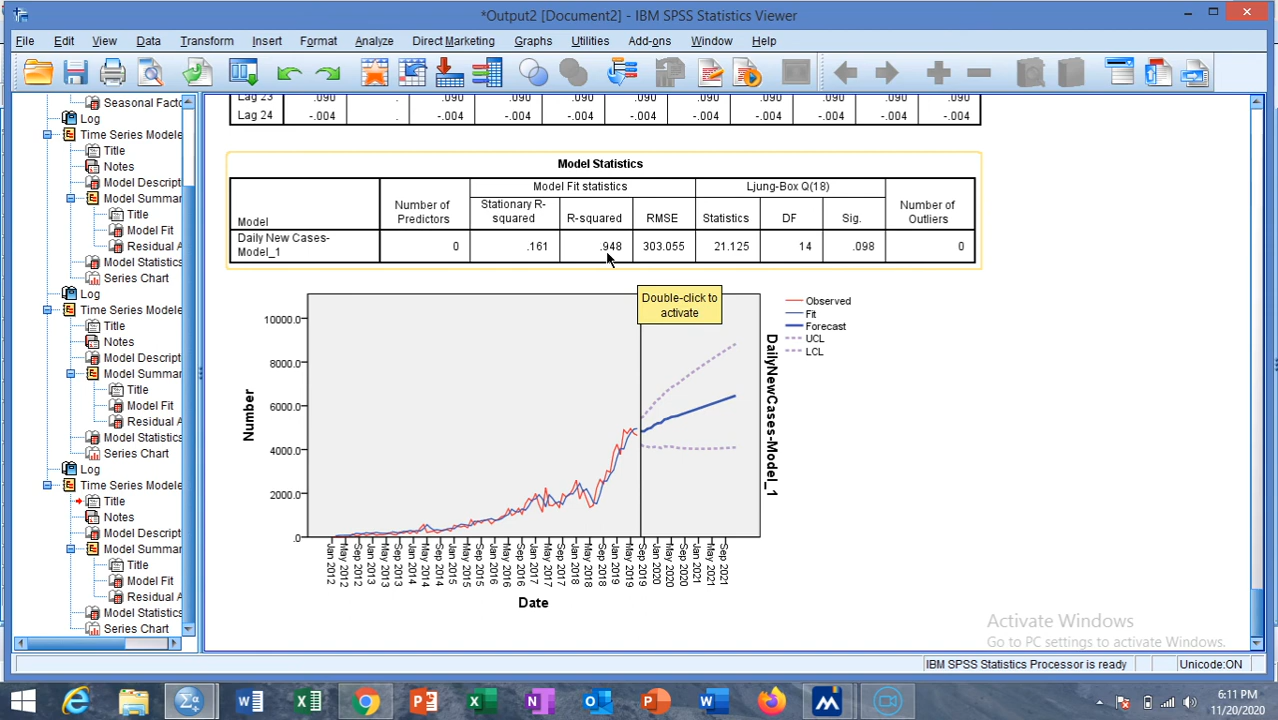 *Output2 [Document2] - IBM SPSS Statistics Viewer
File Edit View Data Transform Insert Format Analyze Direct Marketing Graphs Utilities Add-ons Window Help
Seasonal Facto
Log
Time Series Modele
Title
Notes
Model Descript
Model Summar
Title
Model Fit
Residual A
Model Statistics
Series Chart
Log
Time Series Modele
Title
Notes
Model Descript
Model Summar
Title
Model Fit
Residual A
Model Statistics
Series Chart
Log
Time Series Modele
Title
Notes
Model Descript
Model Summar
Title
Model Fit
Residual A
Model Statistics
Series Chart
Lag 23 .090 . .090 .090 .090 .090 .090 .090 .090
Lag 24 -.004 . -.004 -.004 -.004 -.004 -.004 -.004 -.004
Model Statistics
Model Fit statistics Ljung-Box Q(18)
Model Number of Predictors Stationary R-squared R-squared RMSE Statistics DF Sig. Number of Outliers
Daily New Cases-Model_1 0 .161 .948 303.055 21.125 14 .098 0
Double-click to
activate
Number
10000.0
8000.0
6000.0
4000.0
2000.0
.0
Observed
Fit
Forecast
UCL
LCL
DailyNewCases-Model_1
Jan 2012
May 2012
Sep 2012
Jan 2013
May 2013
Sep 2013
Jan 2014
May 2014
Sep 2014
Jan 2015
May 2015
Sep 2015
Jan 2016
May 2016
Sep 2016
Jan 2017
May 2017
Sep 2017
Jan 2018
May 2018
Sep 2018
Jan 2019
May 2019
Sep 2019
Jan 2020
May 2020
Sep 2020
Jan 2021
May 2021
Sep 2021
Date
Activate Windows
Go to PC settings to activate Windows.
IBM SPSS Statistics Processor is ready Unicode:ON
6:11 PM
11/20/2020